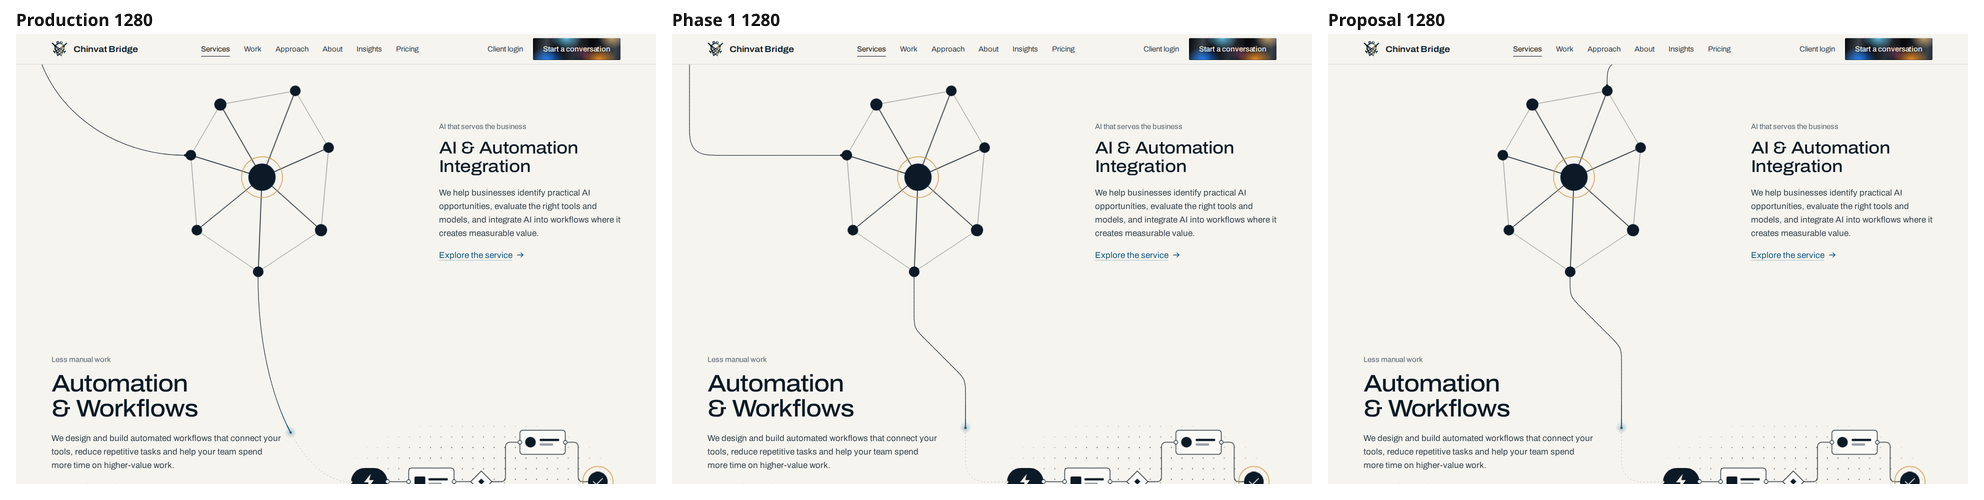 Production 1280
Chinvat Bridge
Services Work Approach About Insights Pricing
Client login
Start a conversation
AI that serves the business
AI & Automation
Integration
We help businesses identify practical AI
opportunities, evaluate the right tools and
models, and integrate AI into workflows where it
creates measurable value.
Explore the service →
Less manual work
Automation
& Workflows
We design and build automated workflows that connect your
tools, reduce repetitive tasks and help your team spend
more time on higher-value work.
Phase 1 1280
Chinvat Bridge
Services Work Approach About Insights Pricing
Client login
Start a conversation
AI that serves the business
AI & Automation
Integration
We help businesses identify practical AI
opportunities, evaluate the right tools and
models, and integrate AI into workflows where it
creates measurable value.
Explore the service →
Less manual work
Automation
& Workflows
We design and build automated workflows that connect your
tools, reduce repetitive tasks and help your team spend
more time on higher-value work.
Proposal 1280
Chinvat Bridge
Services Work Approach About Insights Pricing
Client login
Start a conversation
AI that serves the business
AI & Automation
Integration
We help businesses identify practical AI
opportunities, evaluate the right tools and
models, and integrate AI into workflows where it
creates measurable value.
Explore the service →
Less manual work
Automation
& Workflows
We design and build automated workflows that connect your
tools, reduce repetitive tasks and help your team spend
more time on higher-value work.